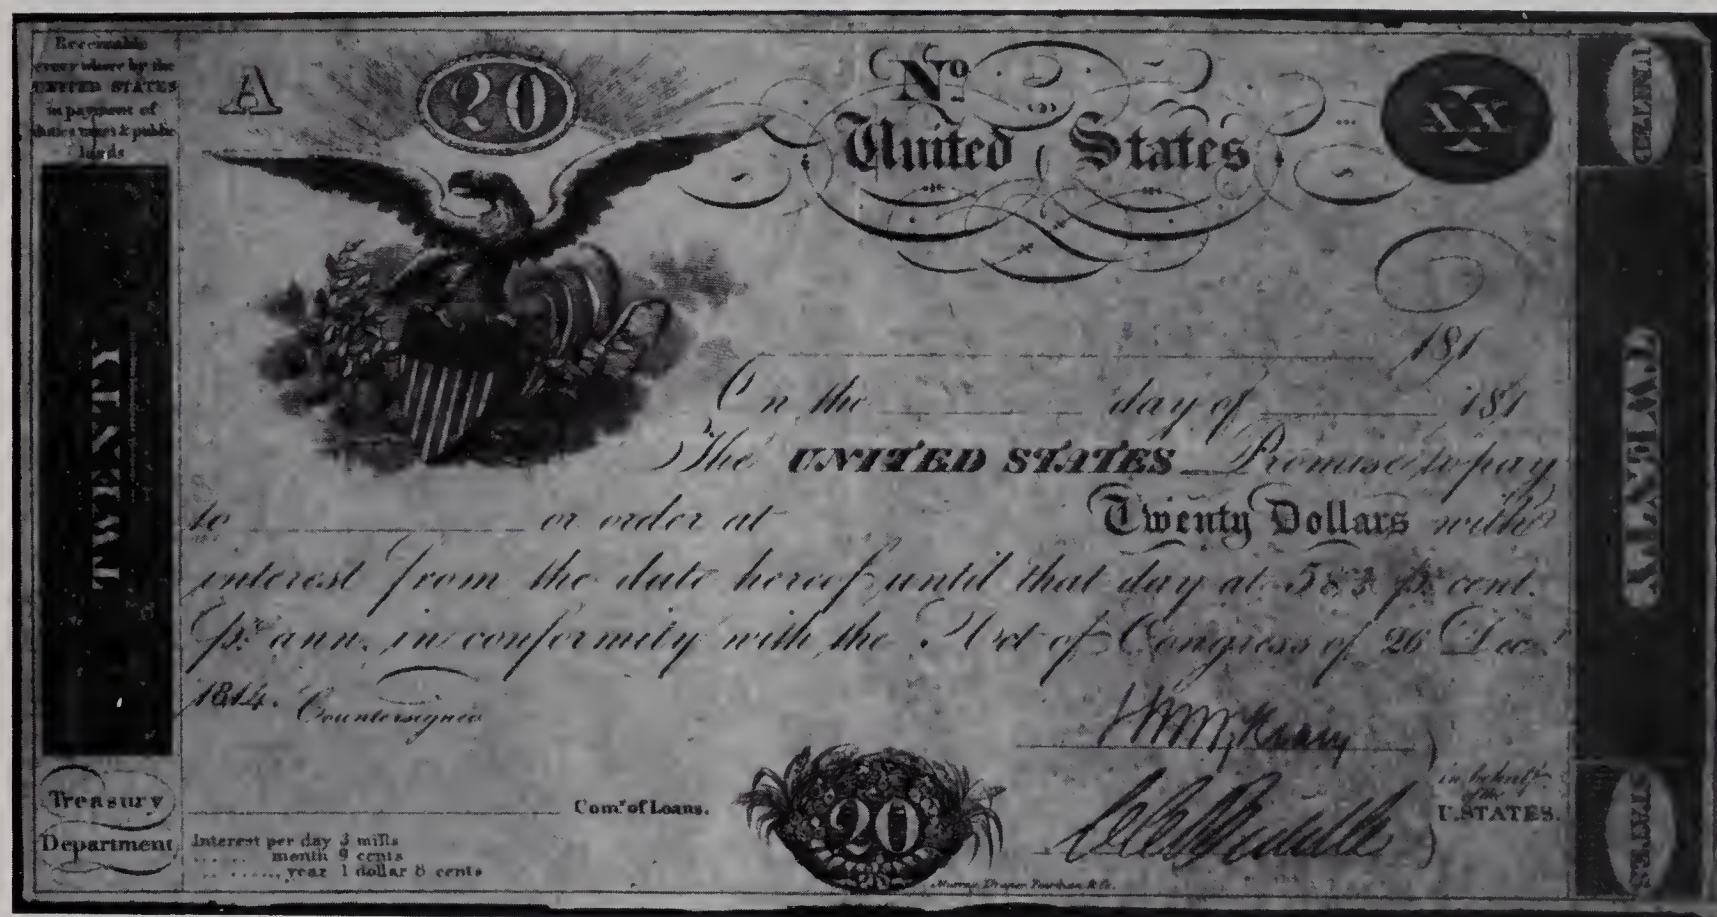 Receivable
every where by the
UNITED STATES
in payment of
duties taxes & public
lands
TWENTY
Treasury
Department
A
20
No.
United States
XX
181
On the day of 181
The UNITED STATES Promise to pay
to or order at Twenty Dollars with
interest from the date hereof until that day at 5 & pr cent.
pr ann. in conformity with the Act of Congress of 26 Decr
1814. Countersigned
Comr of Loans.
20
in behalf
of the
U.STATES.
Interest per day 3 mills
...... month 9 cents
.. ......, year 1 dollar 8 cents
Murray Draper Fairman & Co.
UNITED
TWENTY
STATES